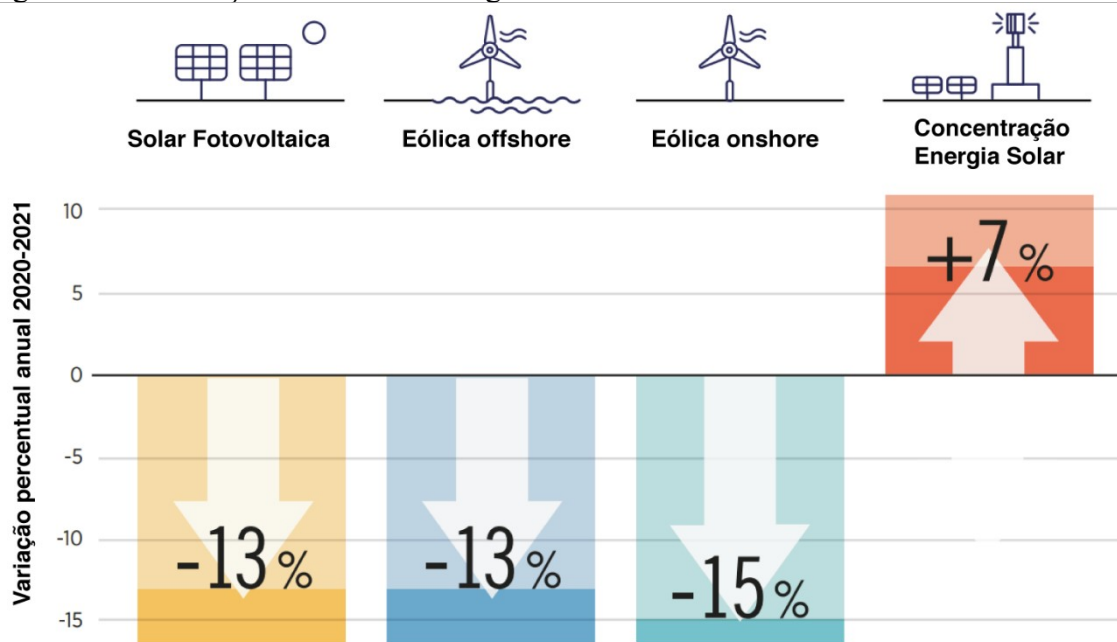 Solar Fotovoltaica
Eólica offshore
Eólica onshore
Concentração
Energia Solar
Variação percentual anual 2020-2021
10
5
0
-5
-10
-15
-13%
-13%
-15%
+7%